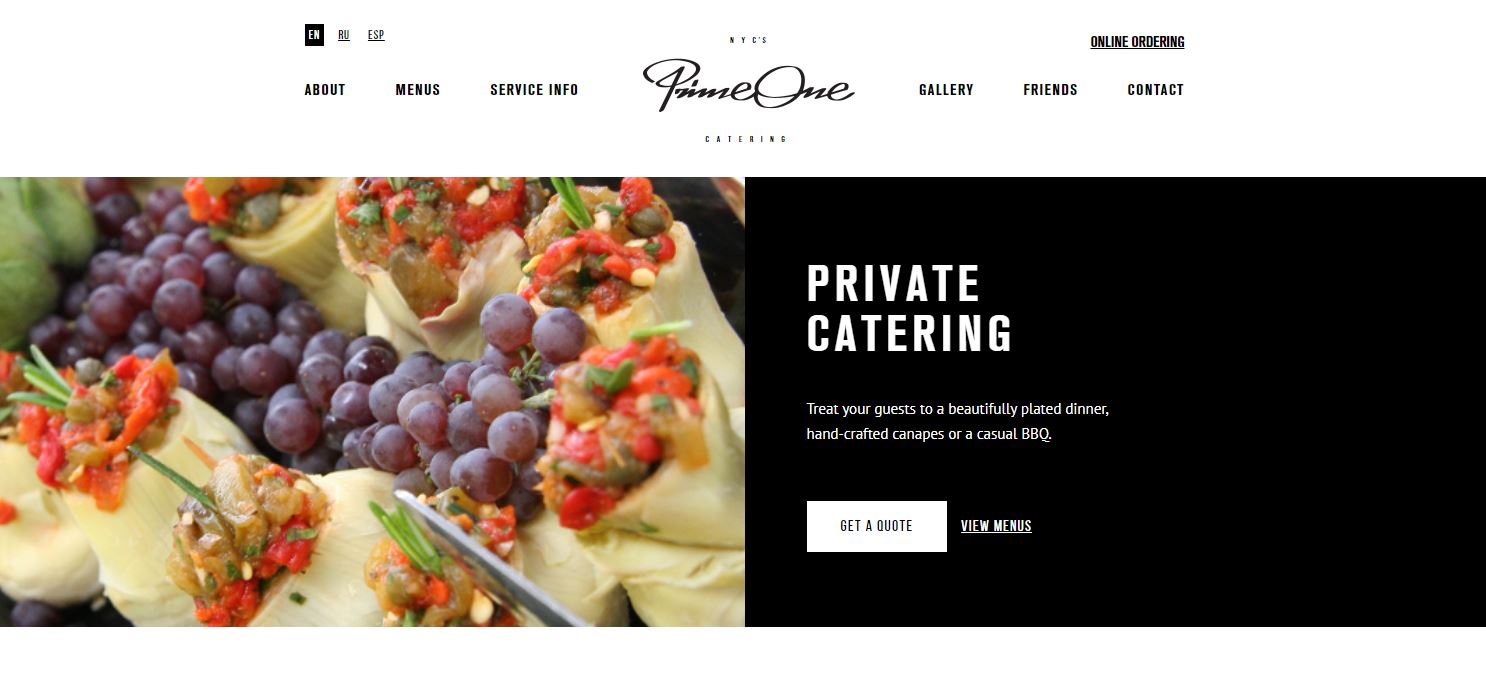 EN RU ESP
NYC'S
ONLINE ORDERING
ABOUT MENUS SERVICE INFO
PrimeOne
GALLERY FRIENDS CONTACT
CATERING
PRIVATE
CATERING
Treat your guests to a beautifully plated dinner,
hand-crafted canapes or a casual BBQ.
GET A QUOTE VIEW MENUS